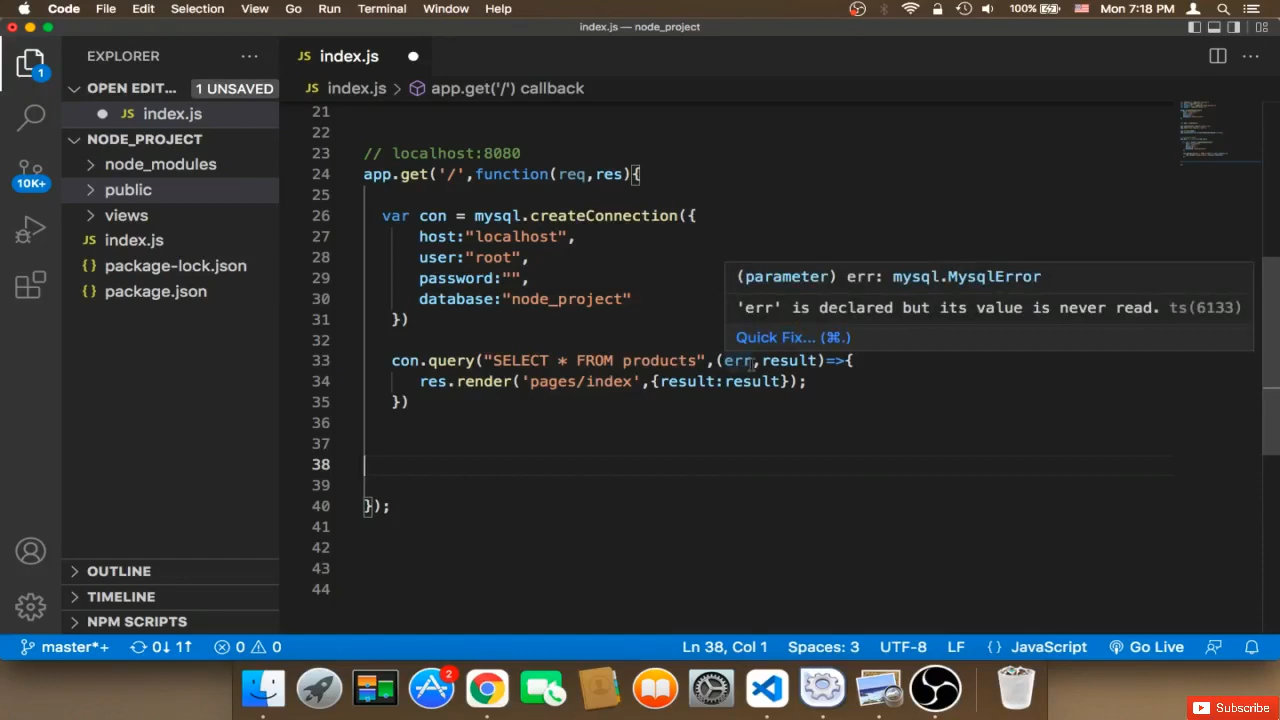 Code File Edit Selection View Go Run Terminal Window Help 100% Mon 7:18 PM
index.js — node_project
EXPLORER
OPEN EDIT... 1 UNSAVED
JS index.js
NODE_PROJECT
node_modules
public
views
JS index.js
{} package-lock.json
{} package.json
OUTLINE
TIMELINE
NPM SCRIPTS
1
10K+
JS index.js
JS index.js > app.get('/') callback
21
22
23 // localhost:8080
24 app.get('/',function(req,res){
25
26 var con = mysql.createConnection({
27 host:"localhost",
28 user:"root",
29 password:"",
30 database:"node_project"
31 })
32
33 con.query("SELECT * FROM products",(err,result)=>{
34 res.render('pages/index',{result:result});
35 })
36
37
38
39
40 });
41
42
43
44
(parameter) err: mysql.MysqlError
'err' is declared but its value is never read. ts(6133)
Quick Fix... (⌘.)
master*+ 0↓ 1↑ 0 0 Ln 38, Col 1 Spaces: 3 UTF-8 LF {} JavaScript Go Live
2
Subscribe